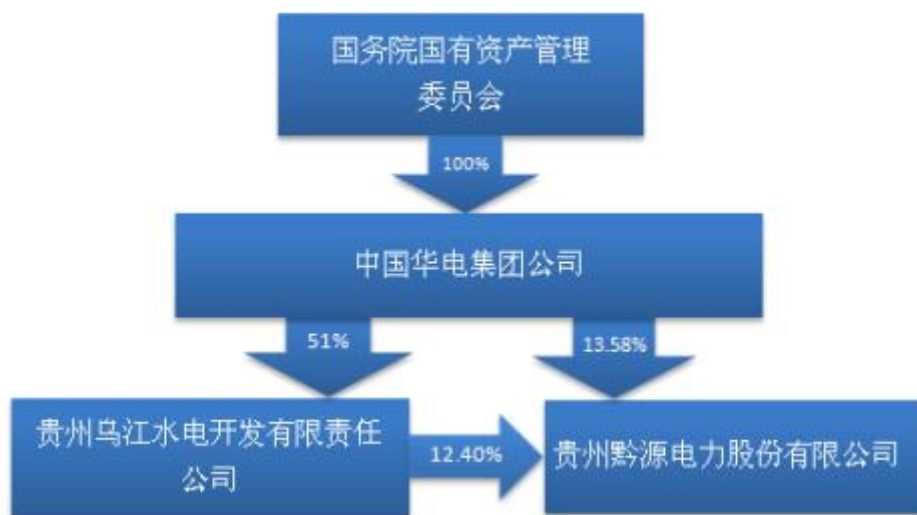 国务院国有资产管理
委员会
100%
中国华电集团公司
51%
13.58%
贵州乌江水电开发有限责任
公司
12.40%
贵州黔源电力股份有限公司